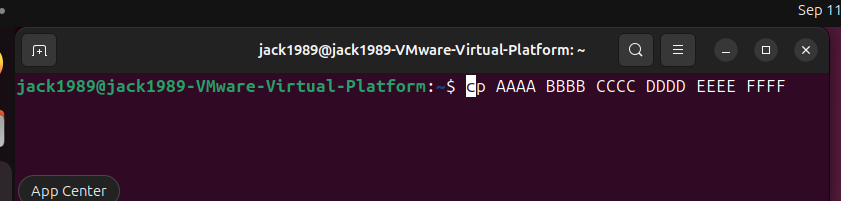 Sep 11
jack1989@jack1989-VMware-Virtual-Platform: ~
jack1989@jack1989-VMware-Virtual-Platform:~$ cp AAAA BBBB CCCC DDDD EEEE FFFF
App Center